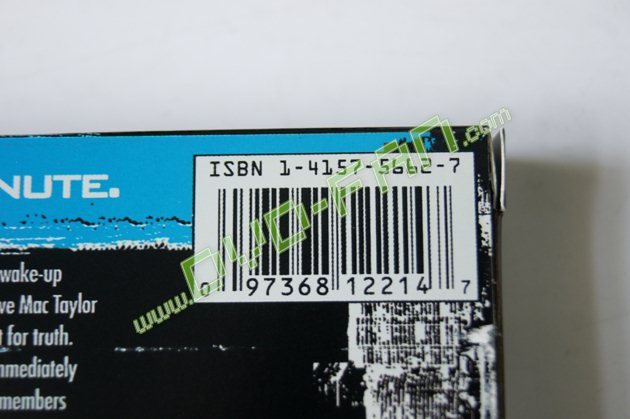 ISBN 1-4157-5662-7
NUTE.
wake-up
ve Mac Taylor
t for truth.
mmediately
members
0 97368 12214 7
www.DVD-FAN.com